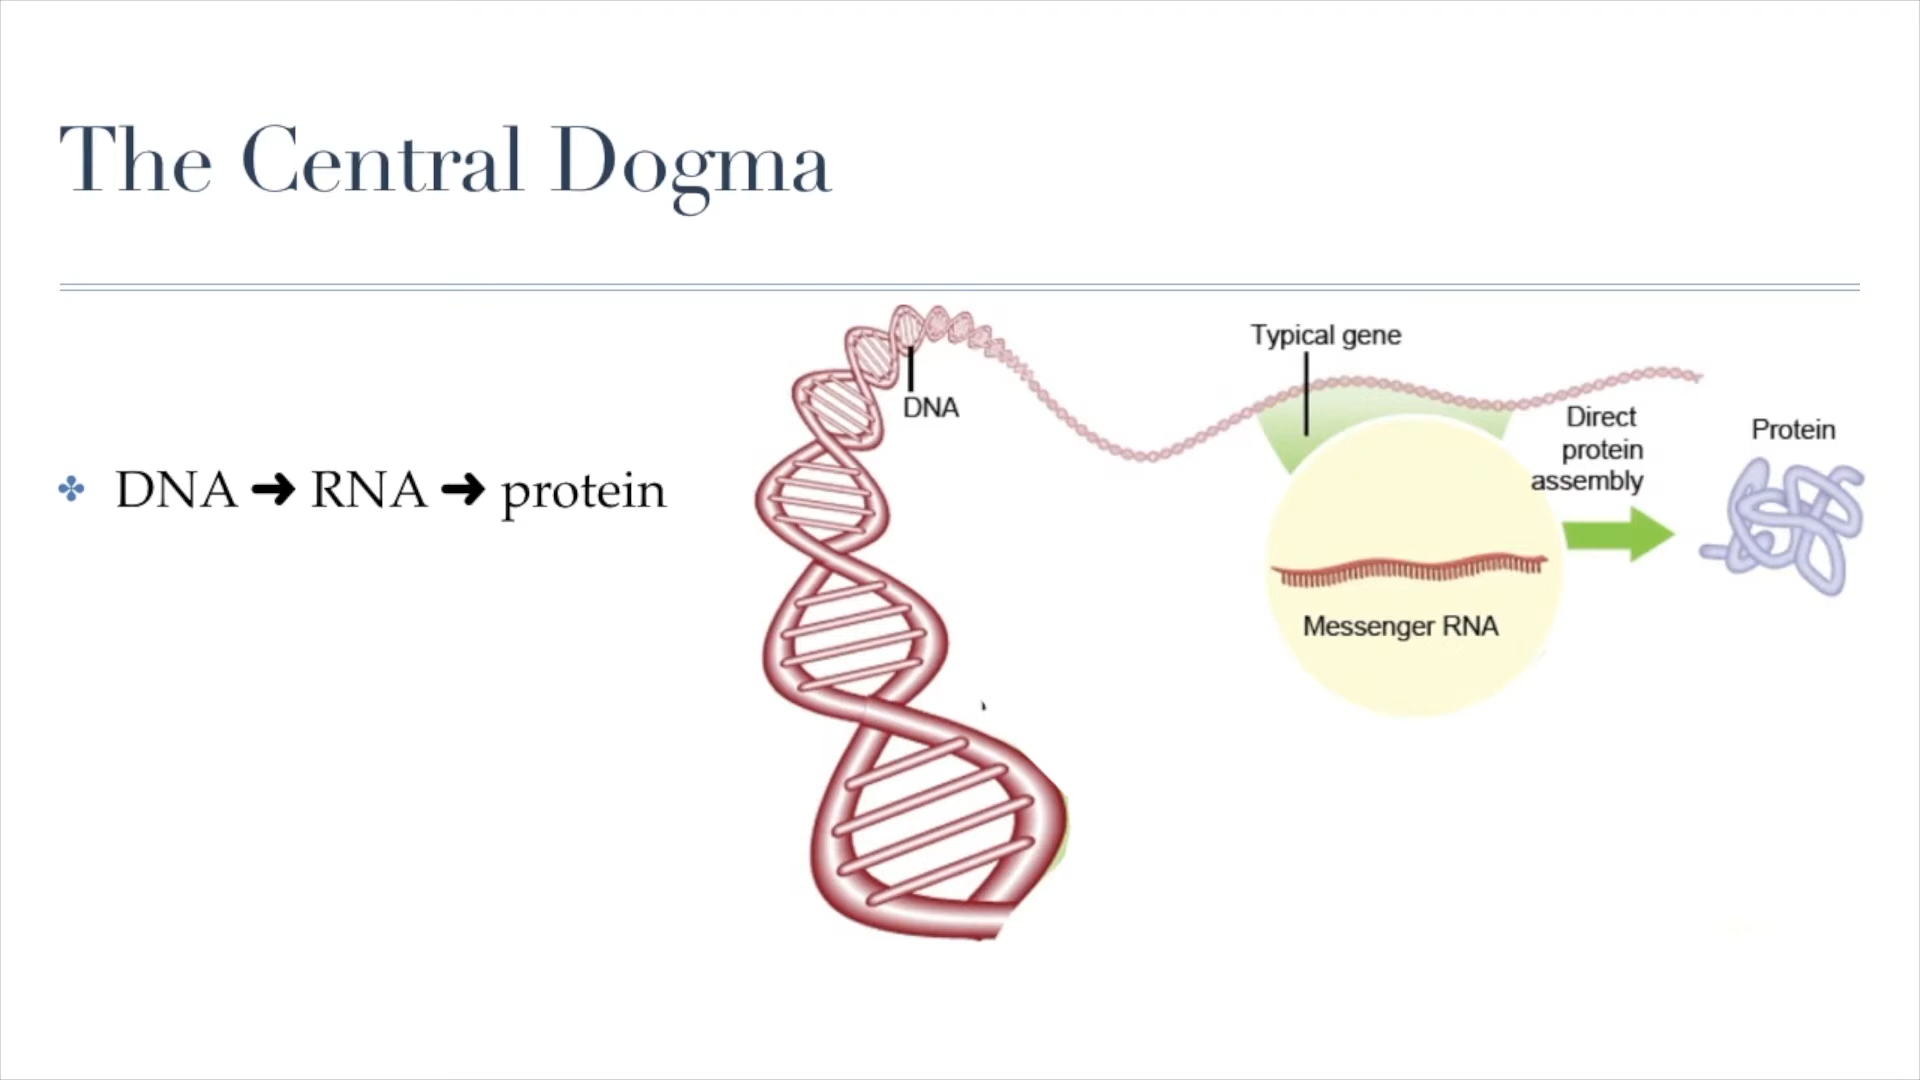 The Central Dogma
DNA ➜ RNA ➜ protein
DNA
Typical gene
Direct
protein
assembly
Protein
Messenger RNA